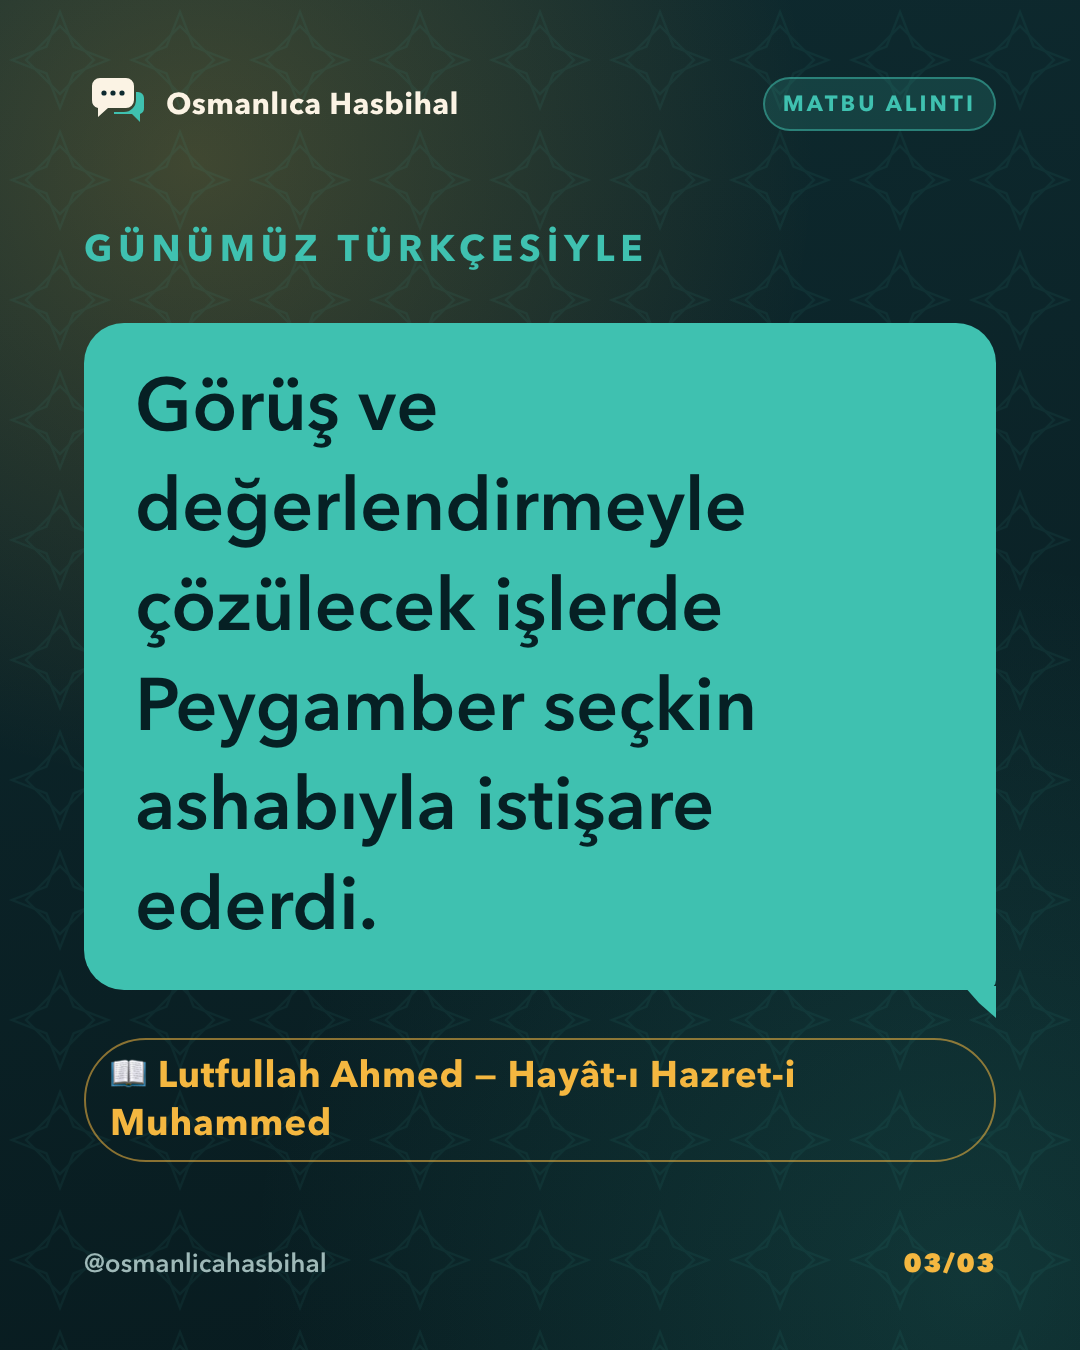 Osmanlıca Hasbihal
MATBU ALINTI
GÜNÜMÜZ TÜRKÇESİYLE
Görüş ve
değerlendirmeyle
çözülecek işlerde
Peygamber seçkin
ashabıyla istişare
ederdi.
📖 Lutfullah Ahmed — Hayât-ı Hazret-i
Muhammed
@osmanlicahasbihal
03/03